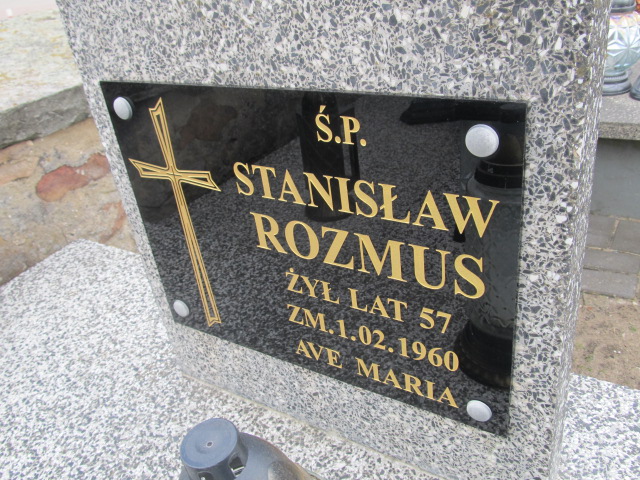 Ś.P.
STANISŁAW
ROZMUS
ŻYŁ LAT 57
ZM.1.02.1960
AVE MARIA